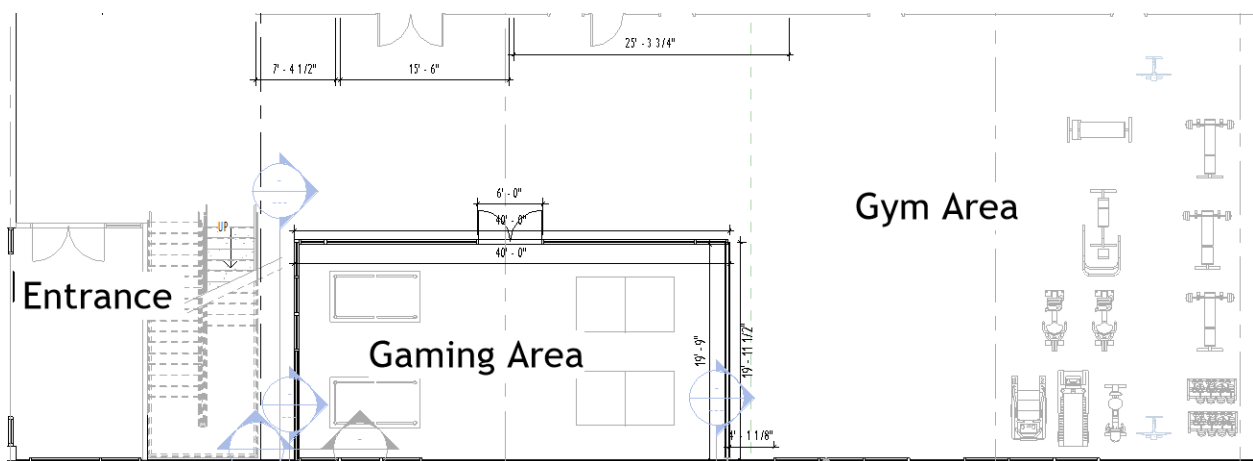 25' - 3 3/4"
7' - 4 1/2"
15' - 6"
6' - 0"
40' - 0"
40' - 0"
UP
Gym Area
Entrance
Gaming Area
19' - 9"
19' - 11 1/2"
4' - 1 1/8"